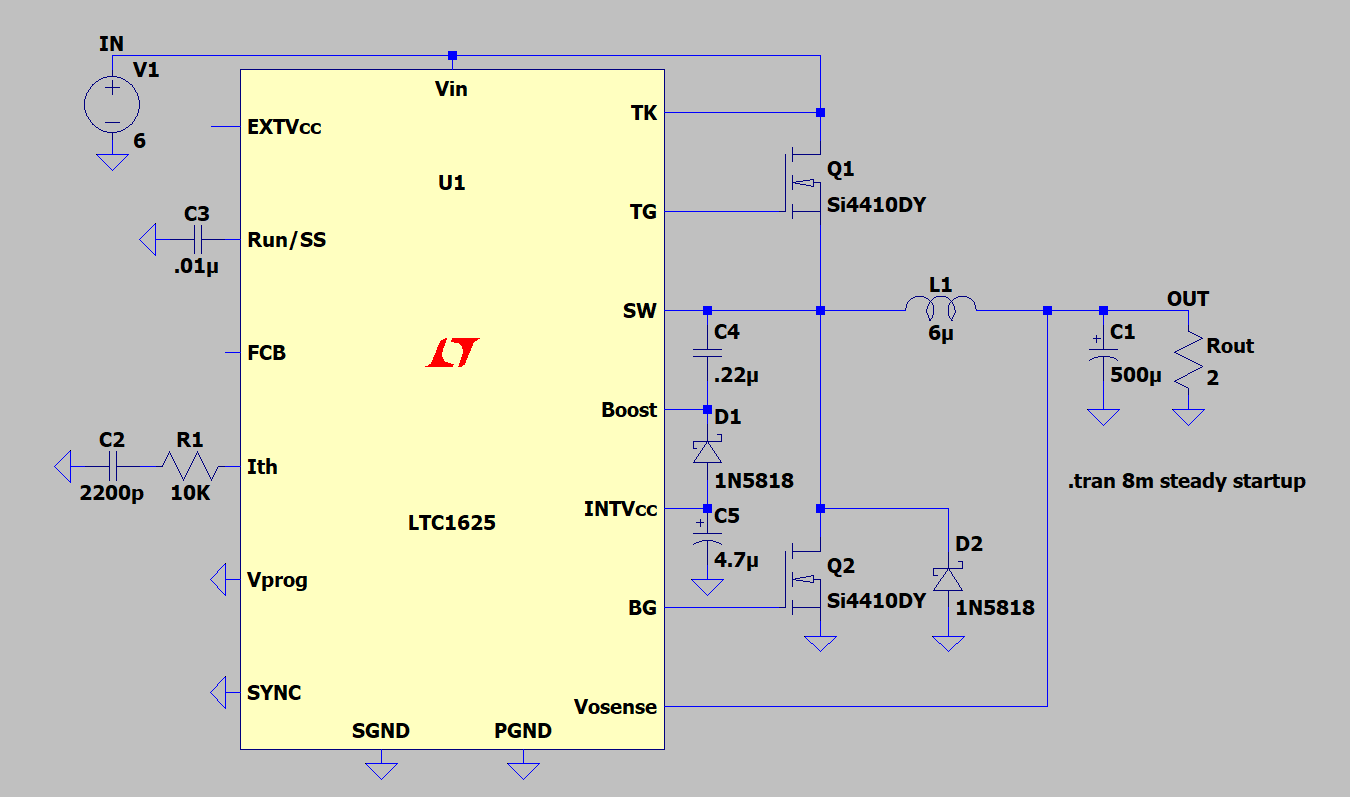 IN
V1
6
Vin
EXTVcc
TK
U1
Q1
Si4410DY
TG
C3
.01µ
Run/SS
SW
L1
6µ
OUT
C4
.22µ
C1
500µ
Rout
2
FCB
Boost
D1
1N5818
C2
2200p
R1
10K
Ith
.tran 8m steady startup
INTVcc
C5
4.7µ
LTC1625
D2
1N5818
Q2
Si4410DY
Vprog
BG
SYNC
Vosense
SGND
PGND